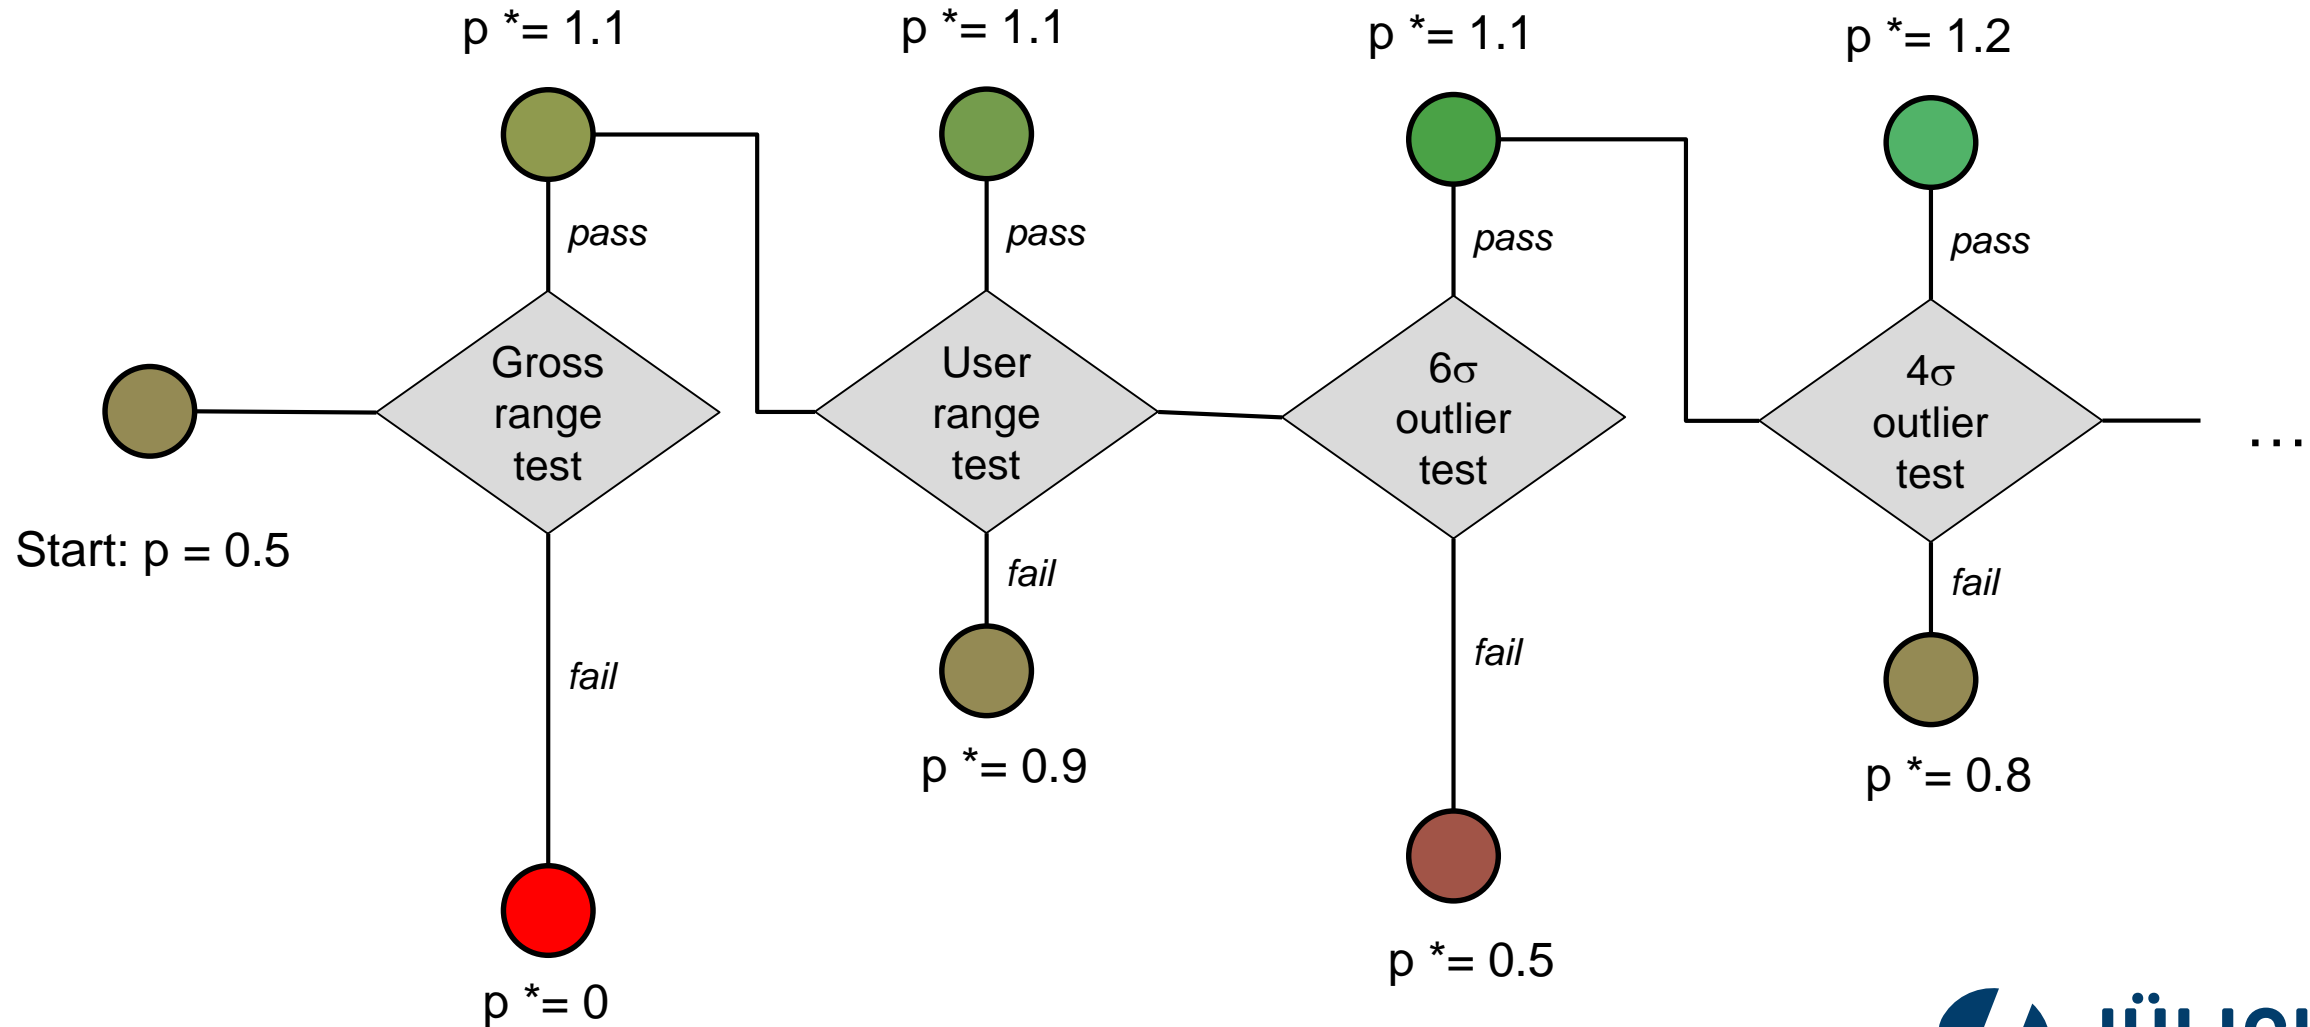 p *= 1.1
p *= 1.1
p *= 1.1
p *= 1.2
pass
pass
pass
pass
Gross
range
test
User
range
test
6σ
outlier
test
4σ
outlier
test
...
Start: p = 0.5
fail
fail
fail
fail
p *= 0.9
p *= 0.8
p *= 0.5
p *= 0